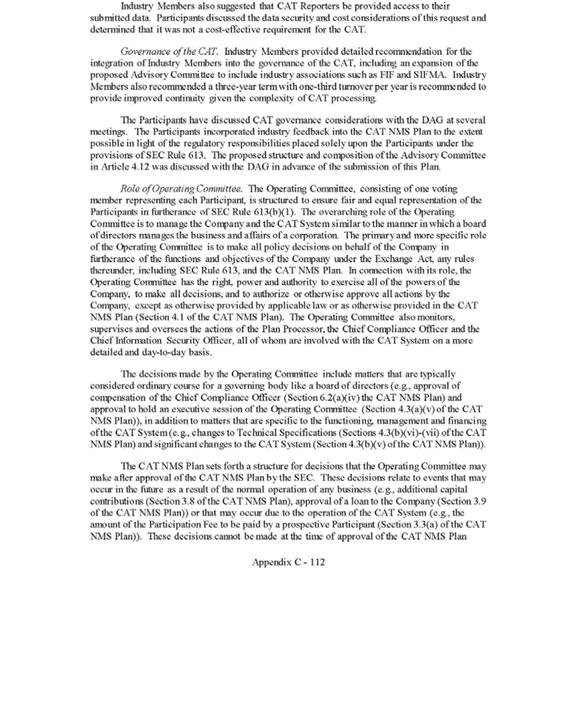 Industry Members also suggested that CAT Reporters be provided access to their
submitted data. Participants discussed the data security and cost considerations of this request and
determined that it was not a cost-effective requirement for the CAT.
Governance of the CAT. Industry Members provided detailed recommendation for the
integration of Industry Members into the governance of the CAT, including an expansion of the
proposed Advisory Committee to include industry associations such as FIF and SIFMA. Industry
Members also recommended a three-year term with one-third turnover per year is recommended to
provide improved continuity given the complexity of CAT processing.
The Participants have discussed CAT governance considerations with the DAG at several
meetings. The Participants incorporated industry feedback into the CAT NMS Plan to the extent
possible in light of the regulatory responsibilities placed solely upon the Participants under the
provisions of SEC Rule 613. The proposed structure and composition of the Advisory Committee
in Article 4.12 was discussed with the DAG in advance of the submission of this Plan.
Role of Operating Committee. The Operating Committee, consisting of one voting
member representing each Participant, is structured to ensure fair and equal representation of the
Participants in furtherance of SEC Rule 613(b)(1). The overarching role of the Operating
Committee is to manage the Company and the CAT System similar to the manner in which a board
of directors manages the business and affairs of a corporation. The primary and more specific role
of the Operating Committee is to make all policy decisions on behalf of the Company in
furtherance of the functions and objectives of the Company under the Exchange Act, any rules
thereunder, including SEC Rule 613, and the CAT NMS Plan. In connection with its role, the
Operating Committee has the right, power and authority to exercise all of the powers of the
Company, to make all decisions, and to authorize or otherwise approve all actions by the
Company, except as otherwise provided by applicable law or as otherwise provided in the CAT
NMS Plan (Section 4.1 of the CAT NMS Plan). The Operating Committee also monitors,
supervises and oversees the actions of the Plan Processor, the Chief Compliance Officer and the
Chief Information Security Officer, all of whom are involved with the CAT System on a more
detailed and day-to-day basis.
The decisions made by the Operating Committee include matters that are typically
considered ordinary course for a governing body like a board of directors (e.g., approval of
compensation of the Chief Compliance Officer (Section 6.2(a)(iv) the CAT NMS Plan) and
approval to hold an executive session of the Operating Committee (Section 4.3(a)(v) of the CAT
NMS Plan)), in addition to matters that are specific to the functioning, management and financing
of the CAT System (e.g., changes to Technical Specifications (Sections 4.3(b)(vi)-(vii) of the CAT
NMS Plan) and significant changes to the CAT System (Section 4.3(b)(v) of the CAT NMS Plan)).
The CAT NMS Plan sets forth a structure for decisions that the Operating Committee may
make after approval of the CAT NMS Plan by the SEC. These decisions relate to events that may
occur in the future as a result of the normal operation of any business (e.g., additional capital
contributions (Section 3.8 of the CAT NMS Plan), approval of a loan to the Company (Section 3.9
of the CAT NMS Plan)) or that may occur due to the operation of the CAT System (e.g., the
amount of the Participation Fee to be paid by a prospective Participant (Section 3.3(a) of the CAT
NMS Plan)). These decisions cannot be made at the time of approval of the CAT NMS Plan
Appendix C - 112